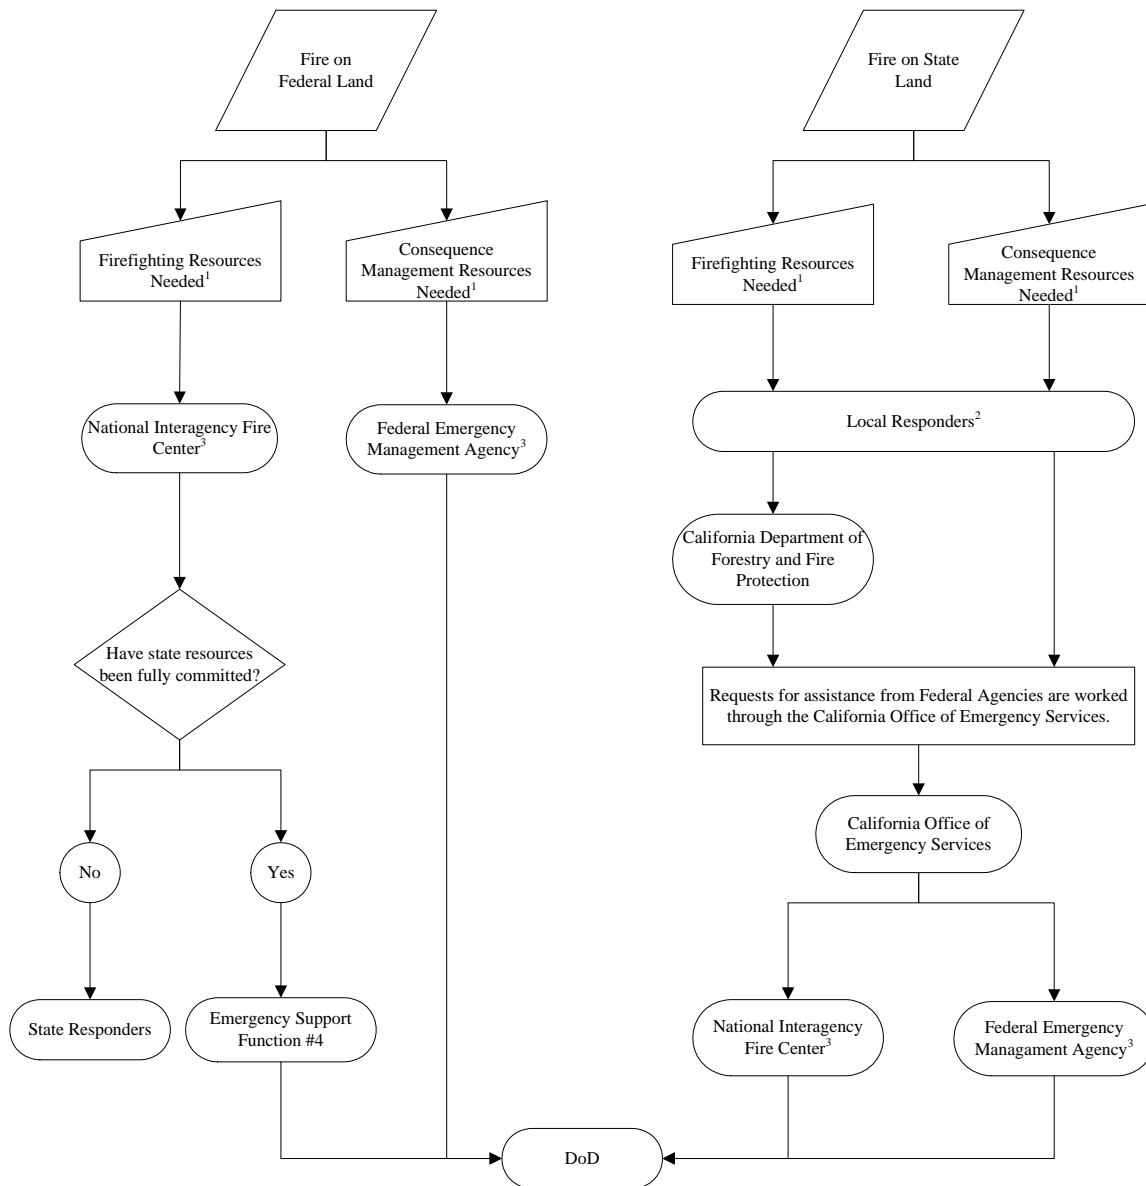 Fire on
Federal Land
Fire on State
Land
Firefighting Resources
Needed1
Consequence
Management Resources
Needed1
Firefighting Resources
Needed1
Consequence
Management Resources
Needed1
National Interagency Fire
Center3
Federal Emergency
Management Agency3
Local Responders2
California Department of
Forestry and Fire
Protection
Have state resources
been fully committed?
Requests for assistance from Federal Agencies are worked
through the California Office of Emergency Services.
California Office of
Emergency Services
No
Yes
State Responders
Emergency Support
Function #4
National Interagency
Fire Center3
Federal Emergency
Managament Agency3
DoD